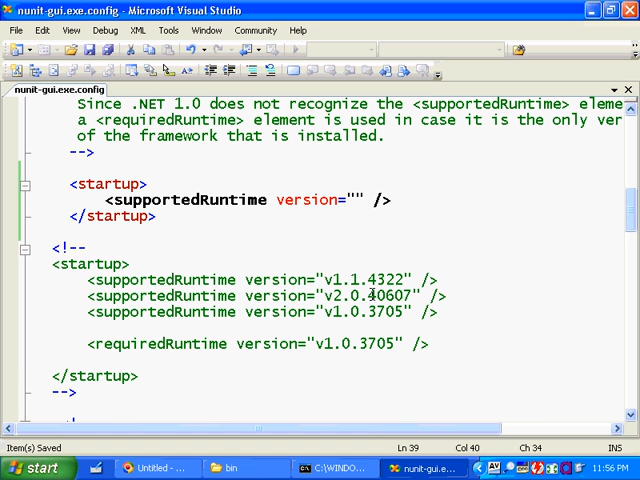 nunit-gui.exe.config - Microsoft Visual Studio
File Edit View Debug XML Tools Window Community Help
nunit-gui.exe.config
Since .NET 1.0 does not recognize the <supportedRuntime> eleme
a <requiredRuntime> element is used in case it is the only ver
of the framework that is installed.
-->
<startup>
<supportedRuntime version="" />
</startup>
<!--
<startup>
<supportedRuntime version="v1.1.4322" />
<supportedRuntime version="v2.0.40607" />
<supportedRuntime version="v1.0.3705" />
<requiredRuntime version="v1.0.3705" />
</startup>
-->
Item(s) Saved Ln 39 Col 40 Ch 34 INS
start Untitled - ... bin C:\WINDO... nunit-gui.e... AV 11:56 PM